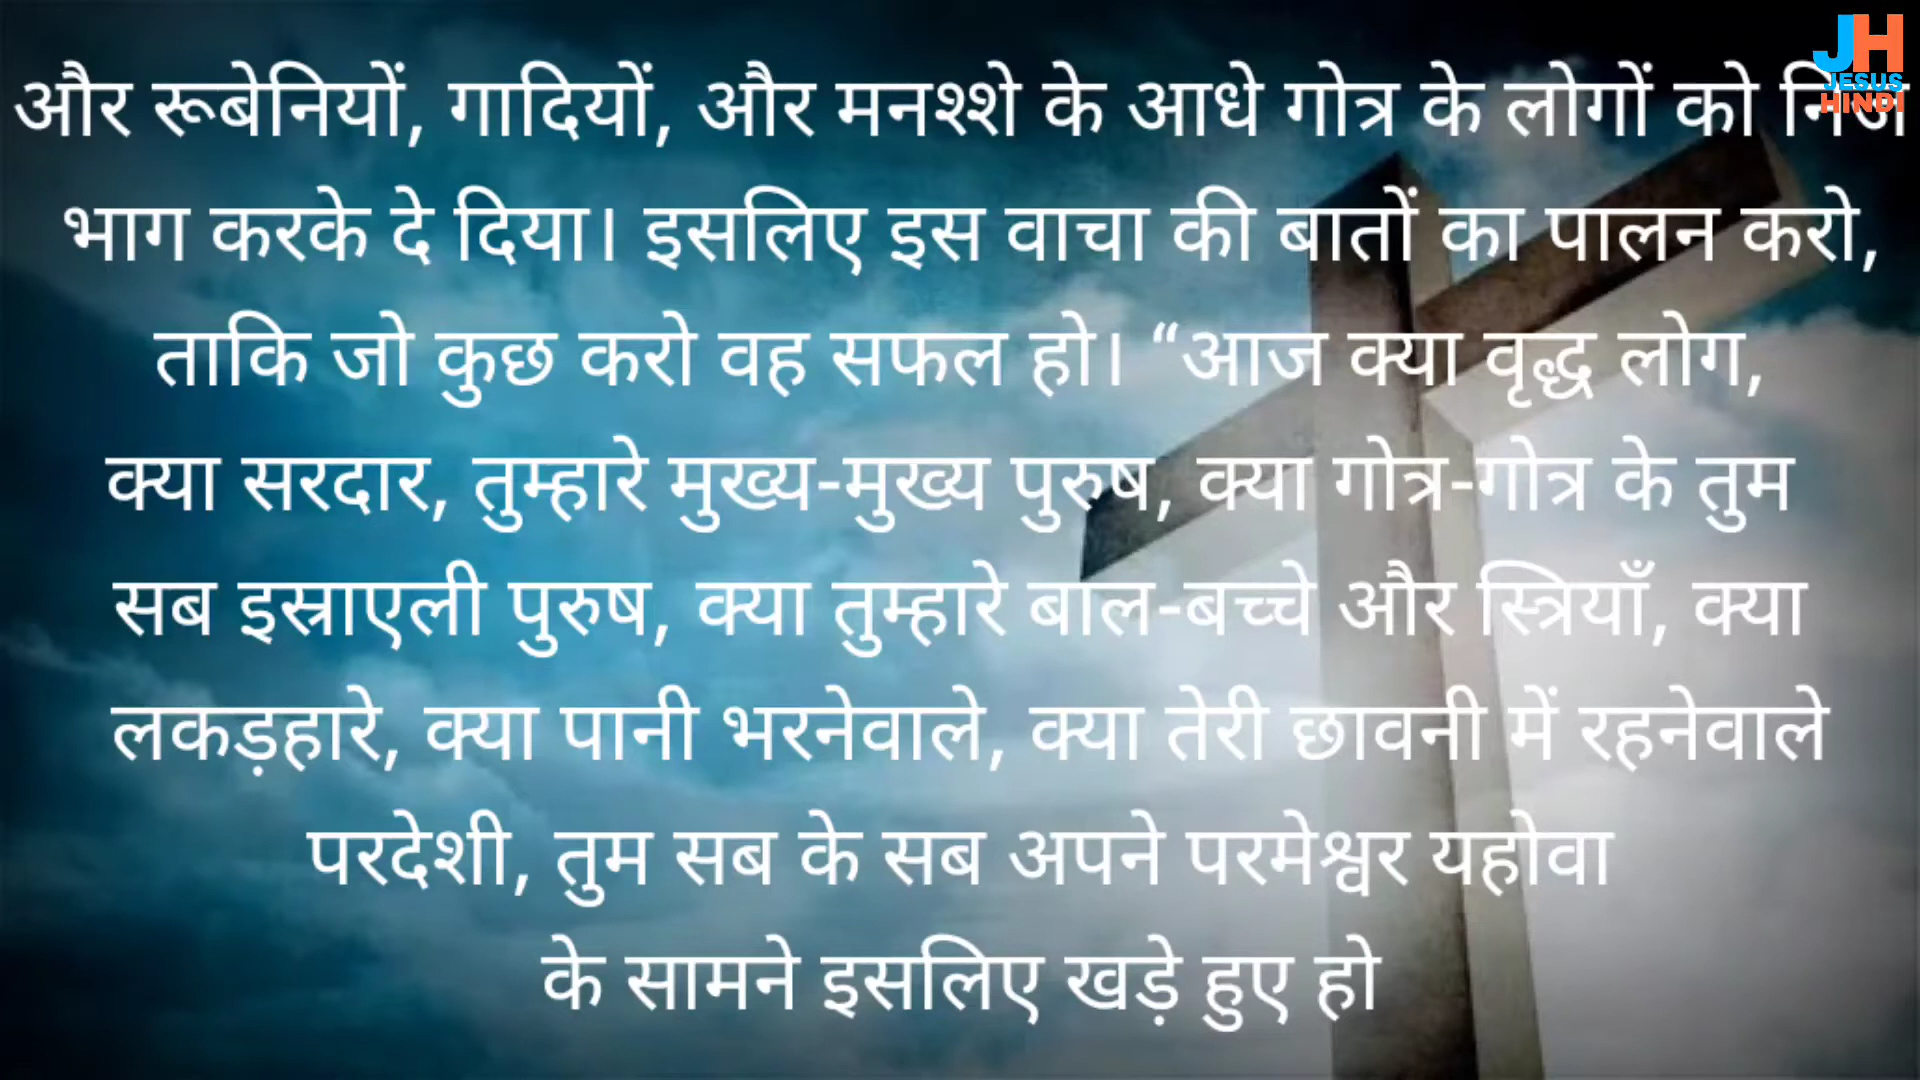 JH
JESUS
HINDI
और रूबेनियों, गादियों, और मनश्शे के आधे गोत्र के लोगों को निज
भाग करके दे दिया। इसलिए इस वाचा की बातों का पालन करो,
ताकि जो कुछ करो वह सफल हो। “आज क्या वृद्ध लोग,
क्या सरदार, तुम्हारे मुख्य-मुख्य पुरुष, क्या गोत्र-गोत्र के तुम
सब इस्राएली पुरुष, क्या तुम्हारे बाल-बच्चे और स्त्रियाँ, क्या
लकड़हारे, क्या पानी भरनेवाले, क्या तेरी छावनी में रहनेवाले
परदेशी, तुम सब के सब अपने परमेश्वर यहोवा
के सामने इसलिए खड़े हुए हो